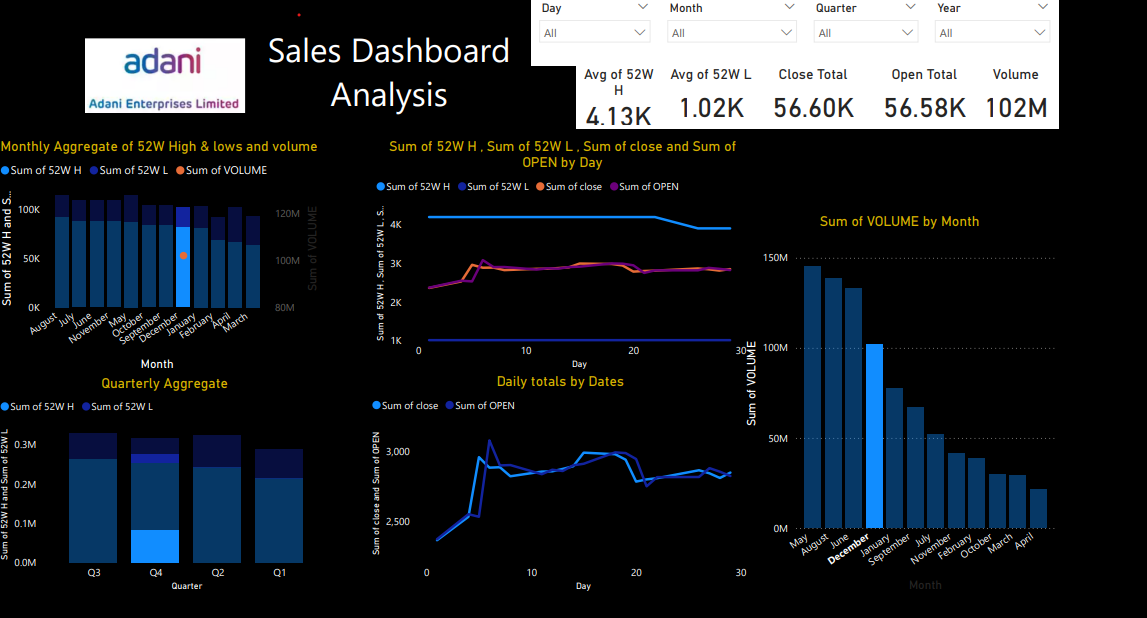 Day Month Quarter Year
All All All All
adani
Adani Enterprises Limited
Sales Dashboard
Analysis
Avg of 52W H Avg of 52W L Close Total Open Total Volume
4.13K 1.02K 56.60K 56.58K 102M
Monthly Aggregate of 52W High & lows and volume
Sum of 52W H Sum of 52W L Sum of VOLUME
Sum of 52W H and S...
100K
50K
0K
120M
100M
80M
Sum of VOLUME
August July June November May October September December January February April March
Month
Sum of 52W H , Sum of 52W L , Sum of close and Sum of
OPEN by Day
Sum of 52W H Sum of 52W L Sum of close Sum of OPEN
Sum of 52W H , Sum of 52W L , S...
4K
3K
2K
1K
0 10 20 30
Day
Sum of VOLUME by Month
Sum of VOLUME
150M
100M
50M
0M
May August June December January September July November February October March April
Month
Quarterly Aggregate
Sum of 52W H Sum of 52W L
Sum of 52W H and Sum of 52W L
0.3M
0.2M
0.1M
0.0M
Q3 Q4 Q2 Q1
Quarter
Daily totals by Dates
Sum of close Sum of OPEN
Sum of close and Sum of OPEN
3,000
2,500
0 10 20 30
Day